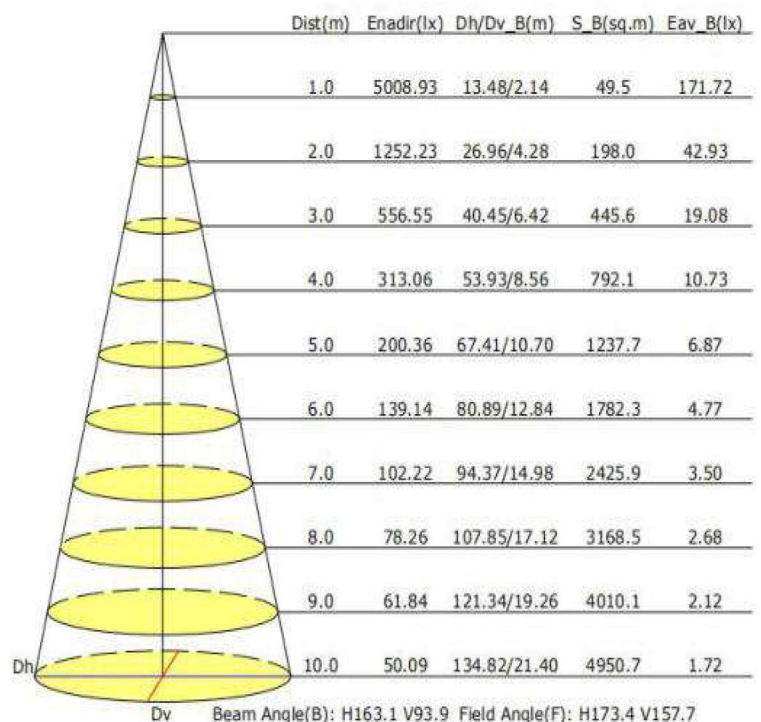 Dist(m) Enadir(lx) Dh/Dv_B(m) S_B(sq.m) Eav_B(lx)
1.0 5008.93 13.48/2.14 49.5 171.72
2.0 1252.23 26.96/4.28 198.0 42.93
3.0 556.55 40.45/6.42 445.6 19.08
4.0 313.06 53.93/8.56 792.1 10.73
5.0 200.36 67.41/10.70 1237.7 6.87
6.0 139.14 80.89/12.84 1782.3 4.77
7.0 102.22 94.37/14.98 2425.9 3.50
8.0 78.26 107.85/17.12 3168.5 2.68
9.0 61.84 121.34/19.26 4010.1 2.12
Dh 10.0 50.09 134.82/21.40 4950.7 1.72
Dv Beam Angle(B): H163.1 V93.9 Field Angle(F): H173.4 V157.7